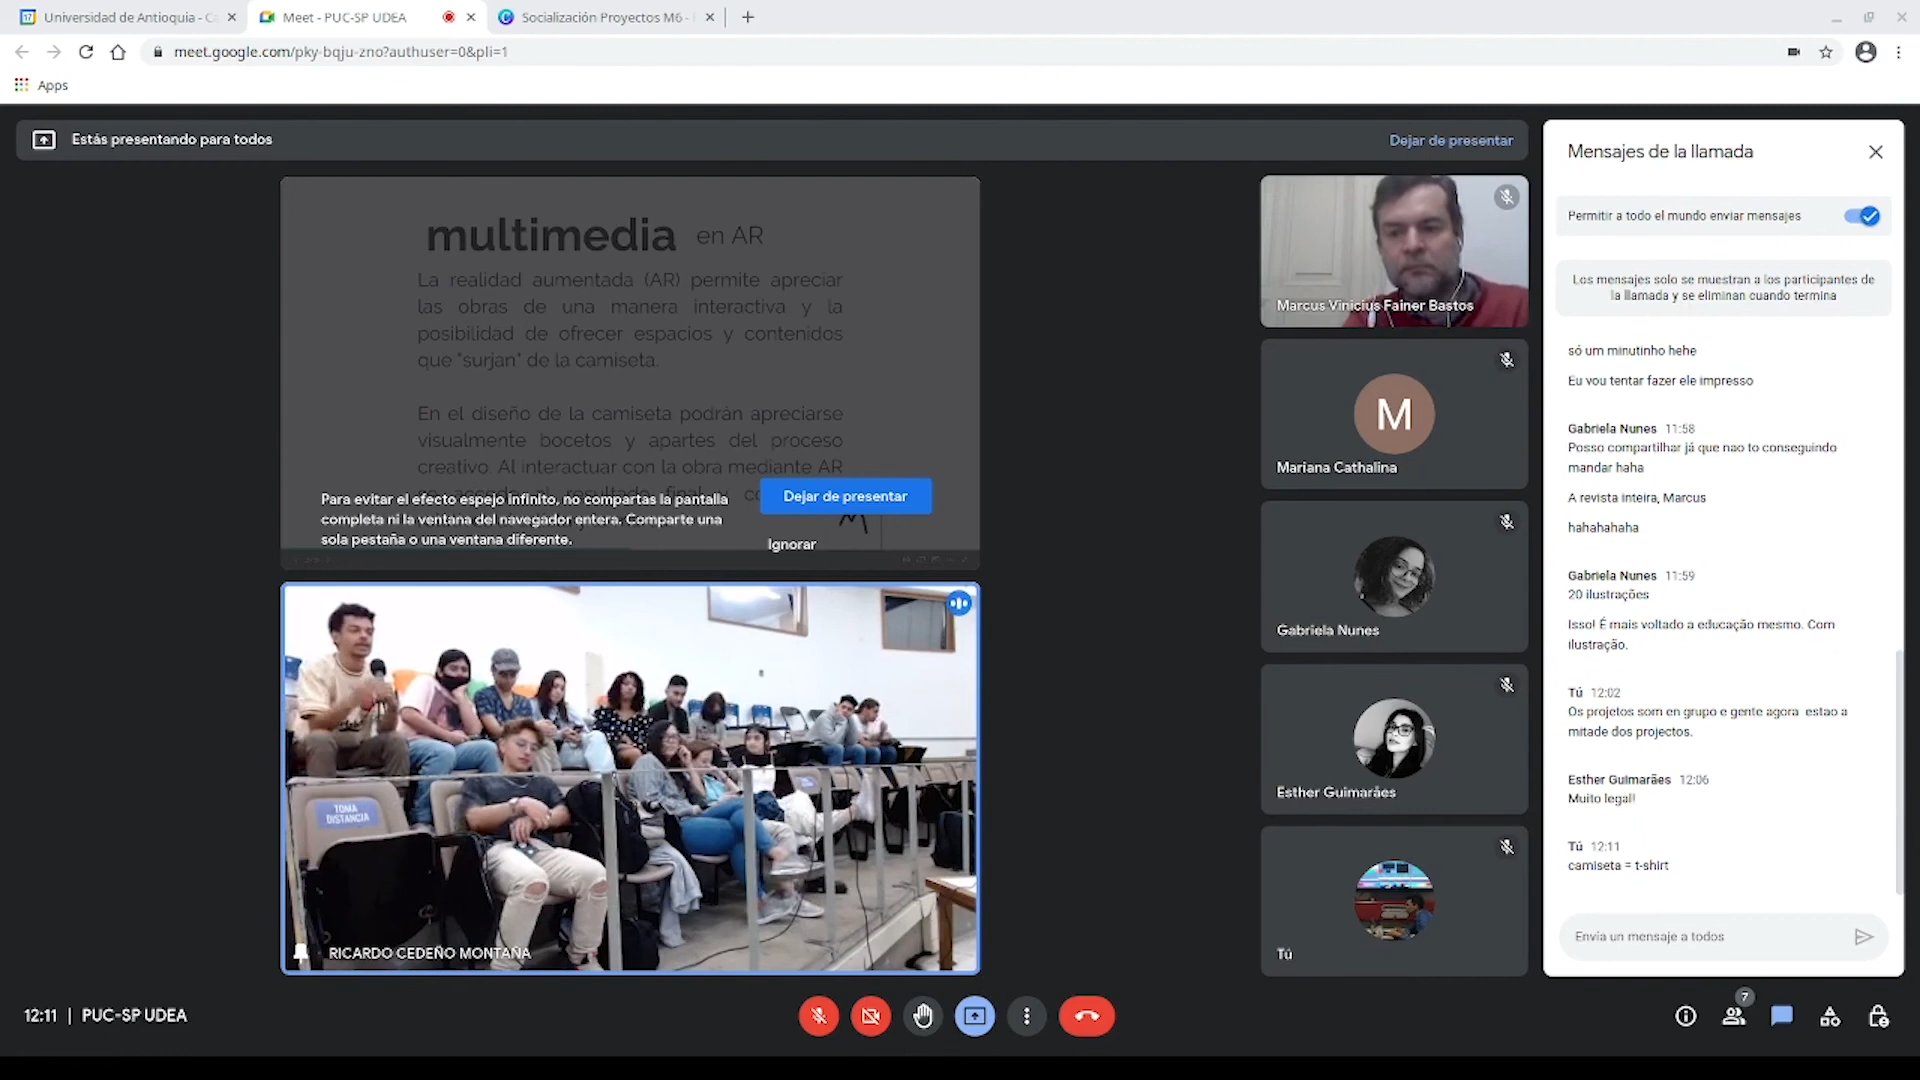 Universidad de Antioquia - Ca
Meet - PUC-SP UDEA
Socialización Proyectos M6 -
meet.google.com/pky-bqju-zno?authuser=0&pli=1
Apps
Estás presentando para todos
Dejar de presentar
multimedia en AR
La realidad aumentada (AR) permite apreciar
las obras de una manera interactiva y la
posibilidad de ofrecer espacios y contenidos
que "surjan" de la camiseta.
En el diseño de la camiseta podrán apreciarse
visualmente bocetos y apartes del proceso
creativo. Al interactuar con la obra mediante AR
Para evitar el efecto espejo infinito, no compartas la pantalla
completa ni la ventana del navegador entera. Comparte una
sola pestaña o una ventana diferente.
Dejar de presentar
Ignorar
TOMA
DISTANCIA
RICARDO CEDEÑO MONTAÑA
Marcus Vinicius Fainer Bastos
M
Mariana Cathalina
Gabriela Nunes
Esther Guimarães
Tú
Mensajes de la llamada
Permitir a todo el mundo enviar mensajes
Los mensajes solo se muestran a los participantes de
la llamada y se eliminan cuando termina
só um minutinho hehe
Eu vou tentar fazer ele impresso
Gabriela Nunes 11:58
Posso compartilhar já que nao to conseguindo
mandar haha
A revista inteira, Marcus
hahahahaha
Gabriela Nunes 11:59
20 ilustrações
Isso! É mais voltado a educação mesmo. Com
ilustração.
Tú 12:02
Os projetos som en grupo e gente agora estao a
mitade dos projectos.
Esther Guimarães 12:06
Muito legal!
Tú 12:11
camiseta = t-shirt
Envía un mensaje a todos
12:11 | PUC-SP UDEA
7